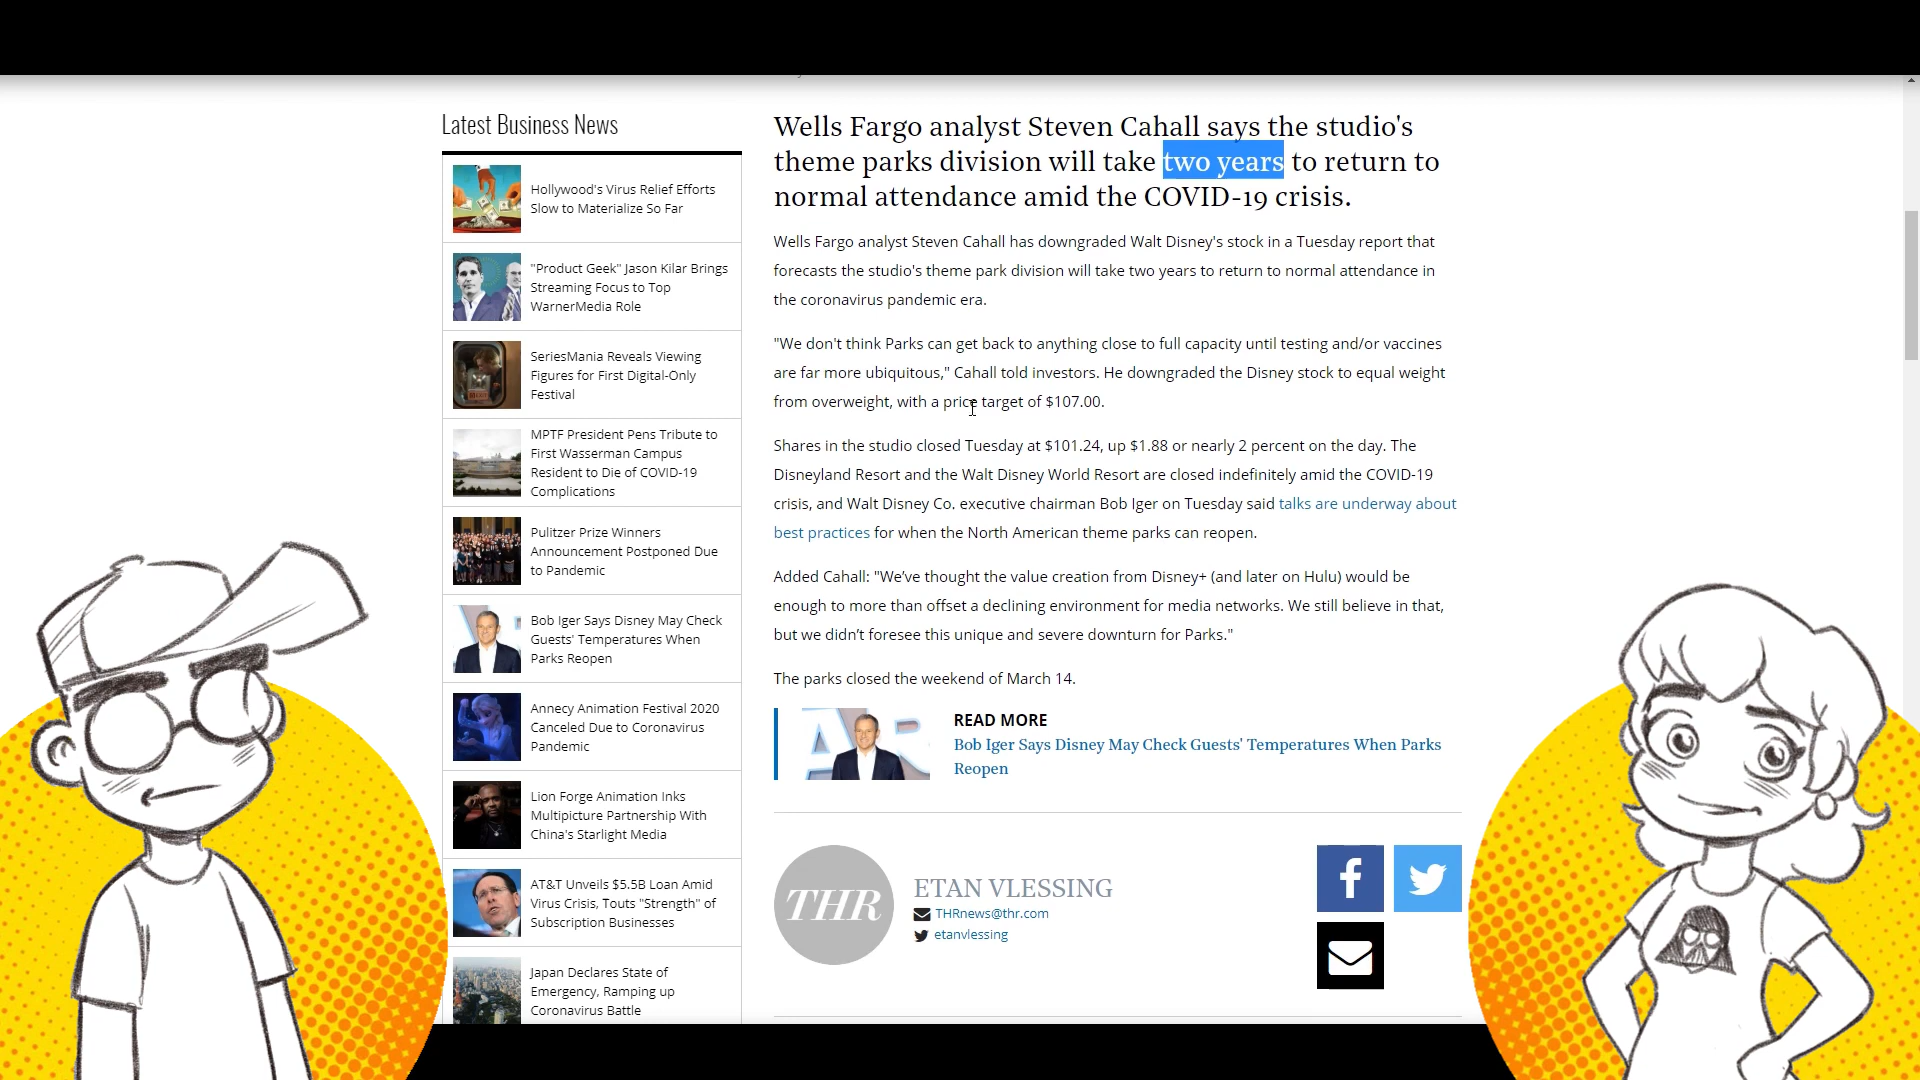 Latest Business News
Hollywood's Virus Relief Efforts
Slow to Materialize So Far
"Product Geek" Jason Kilar Brings
Streaming Focus to Top
WarnerMedia Role
SeriesMania Reveals Viewing
Figures for First Digital-Only
Festival
MPTF President Pens Tribute to
First Wasserman Campus
Resident to Die of COVID-19
Complications
Pulitzer Prize Winners
Announcement Postponed Due
to Pandemic
Bob Iger Says Disney May Check
Guests' Temperatures When
Parks Reopen
Annecy Animation Festival 2020
Canceled Due to Coronavirus
Pandemic
Lion Forge Animation Inks
Multipicture Partnership With
China's Starlight Media
AT&T Unveils $5.5B Loan Amid
Virus Crisis, Touts "Strength" of
Subscription Businesses
Japan Declares State of
Emergency, Ramping up
Coronavirus Battle
Wells Fargo analyst Steven Cahall says the studio's
theme parks division will take two years to return to
normal attendance amid the COVID-19 crisis.
Wells Fargo analyst Steven Cahall has downgraded Walt Disney's stock in a Tuesday report that
forecasts the studio's theme park division will take two years to return to normal attendance in
the coronavirus pandemic era.
"We don't think Parks can get back to anything close to full capacity until testing and/or vaccines
are far more ubiquitous," Cahall told investors. He downgraded the Disney stock to equal weight
from overweight, with a price target of $107.00.
Shares in the studio closed Tuesday at $101.24, up $1.88 or nearly 2 percent on the day. The
Disneyland Resort and the Walt Disney World Resort are closed indefinitely amid the COVID-19
crisis, and Walt Disney Co. executive chairman Bob Iger on Tuesday said talks are underway about
best practices for when the North American theme parks can reopen.
Added Cahall: "We’ve thought the value creation from Disney+ (and later on Hulu) would be
enough to more than offset a declining environment for media networks. We still believe in that,
but we didn’t foresee this unique and severe downturn for Parks."
The parks closed the weekend of March 14.
READ MORE
Bob Iger Says Disney May Check Guests' Temperatures When Parks
Reopen
THR
ETAN VLESSING
THRnews@thr.com
etanvlessing